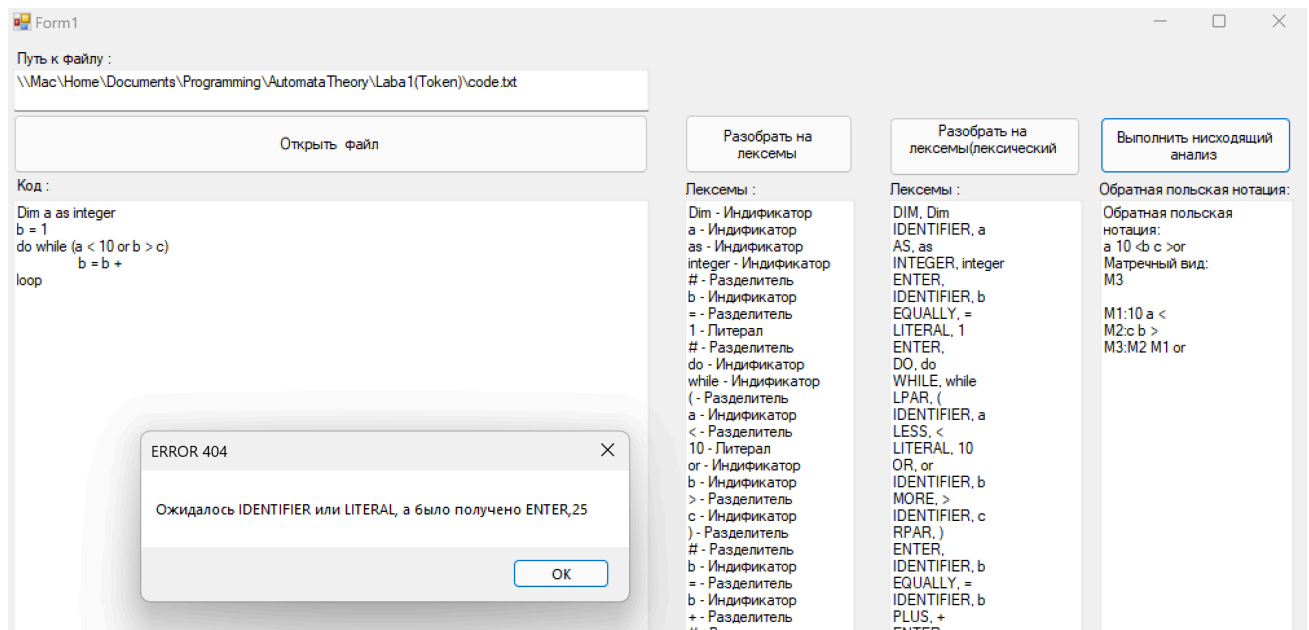 Form1
Путь к файлу :
\\Mac\Home\Documents\Programming\AutomataTheory\Laba1(Token)\code.txt
Открыть файл
Разобрать на
лексемы
Разобрать на
лексемы(лексический
Выполнить нисходящий
анализ
Код :
Dim a as integer
b = 1
do while (a < 10 or b > c)
b = b +
loop
Лексемы :
Dim - Индификатор
a - Индификатор
as - Индификатор
integer - Индификатор
# - Разделитель
b - Индификатор
= - Разделитель
1 - Литерал
# - Разделитель
do - Индификатор
while - Индификатор
( - Разделитель
a - Индификатор
< - Разделитель
10 - Литерал
or - Индификатор
b - Индификатор
> - Разделитель
c - Индификатор
) - Разделитель
# - Разделитель
b - Индификатор
= - Разделитель
b - Индификатор
+ - Разделитель
Лексемы :
DIM, Dim
IDENTIFIER, a
AS, as
INTEGER, integer
ENTER,
IDENTIFIER, b
EQUALLY, =
LITERAL, 1
ENTER,
DO, do
WHILE, while
LPAR, (
IDENTIFIER, a
LESS, <
LITERAL, 10
OR, or
IDENTIFIER, b
MORE, >
IDENTIFIER, c
RPAR, )
ENTER,
IDENTIFIER, b
EQUALLY, =
IDENTIFIER, b
PLUS, +
Обратная польская нотация:
Обратная польская
нотация:
a 10 <b c >or
Матречный вид:
M3
M1:10 a <
M2:c b >
M3:M2 M1 or
ERROR 404
Ожидалось IDENTIFIER или LITERAL, а было получено ENTER,25
OK